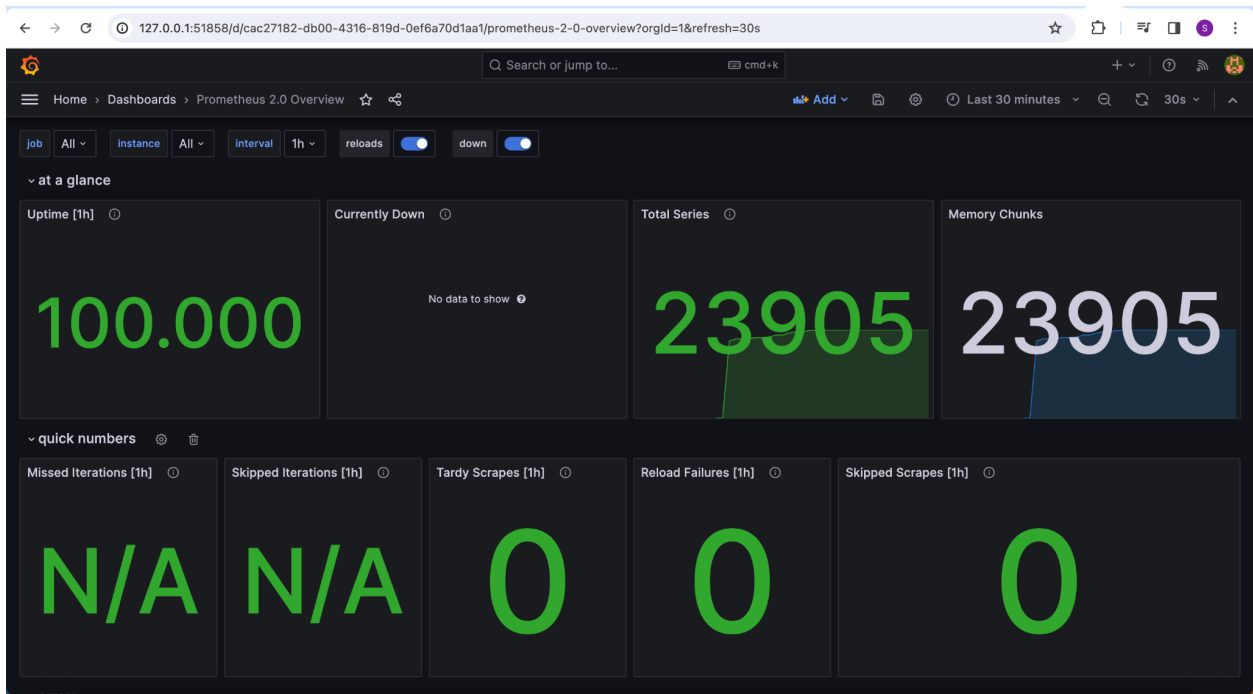 127.0.0.1:51858/d/cac27182-db00-4316-819d-0ef6a70d1aa1/prometheus-2-0-overview?orgId=1&refresh=30s
S
Search or jump to...
cmd+k
Home › Dashboards › Prometheus 2.0 Overview
Add
Last 30 minutes
30s
job
All
instance
All
interval
1h
reloads
down
at a glance
Uptime [1h]
Currently Down
Total Series
Memory Chunks
100.000
No data to show
23905
23905
quick numbers
Missed Iterations [1h]
Skipped Iterations [1h]
Tardy Scrapes [1h]
Reload Failures [1h]
Skipped Scrapes [1h]
N/A
N/A
0
0
0